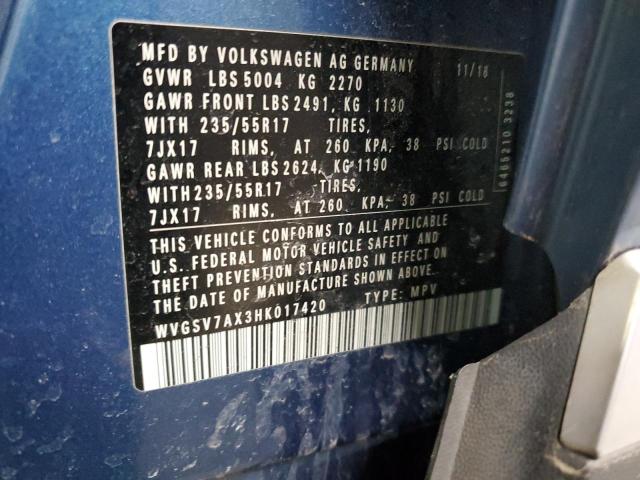 MFD BY VOLKSWAGEN AG GERMANY 11/16
GVWR LBS 5004 KG 2270
GAWR FRONT LBS 2491, KG 1130
WITH 235/55R17 TIRES,
7JX17 RIMS, AT 260 KPA, 38 PSI COLD
GAWR REAR LBS 2624, KG 1190
WITH 235/55R17 TIRES,
7JX17 RIMS, AT 260 KPA, 38 PSI COLD
THIS VEHICLE CONFORMS TO ALL APPLICABLE
U.S. FEDERAL MOTOR VEHICLE SAFETY AND
THEFT PREVENTION STANDARDS IN EFFECT ON
THE DATE OF MANUFACTURE SHOWN ABOVE.
WVGSV7AX3HK017420 TYPE: MPV
6465210 3238